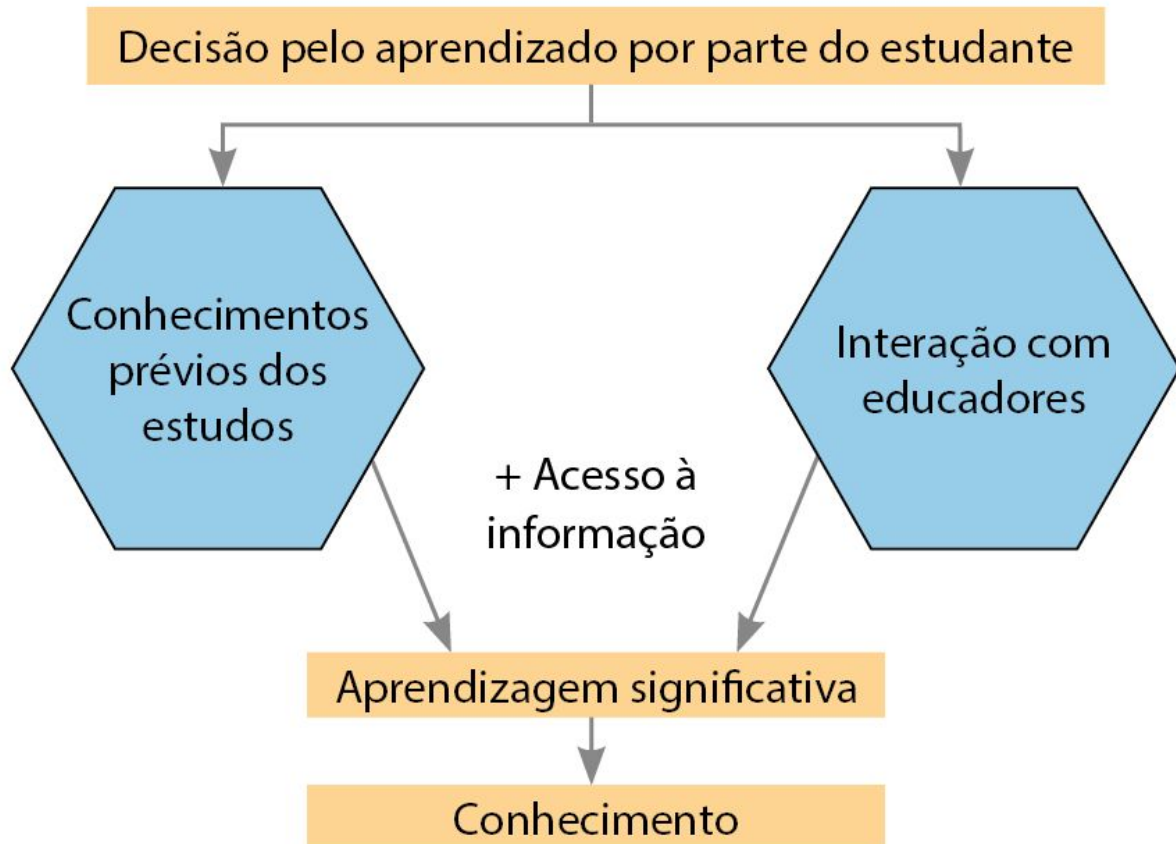 Decisão pelo aprendizado por parte do estudante
Conhecimentos
prévios dos
estudos
Interação com
educadores
+ Acesso à
informação
Aprendizagem significativa
Conhecimento